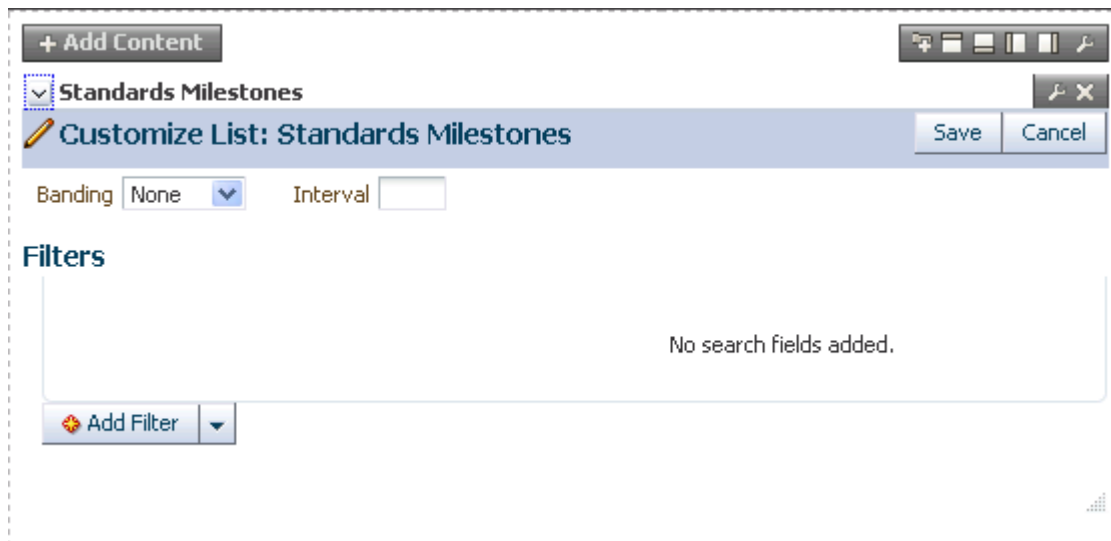 + Add Content
Standards Milestones
Customize List: Standards Milestones
Save
Cancel
Banding None
Interval
Filters
No search fields added.
Add Filter